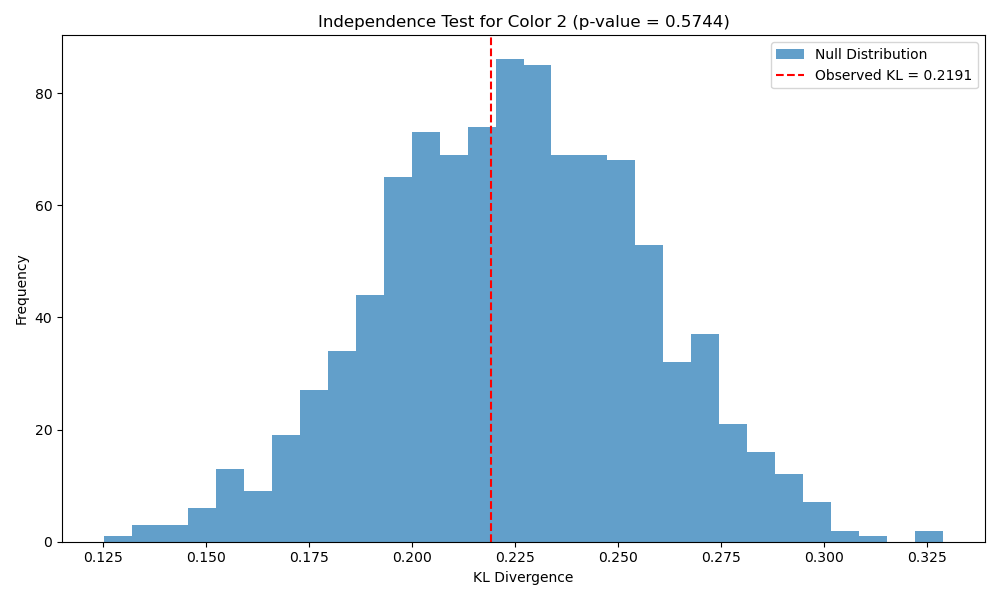 Independence Test for Color 2 (p-value = 0.5744)
Null Distribution
Observed KL = 0.2191
Frequency
80
60
40
20
0
0.125 0.150 0.175 0.200 0.225 0.250 0.275 0.300 0.325
KL Divergence